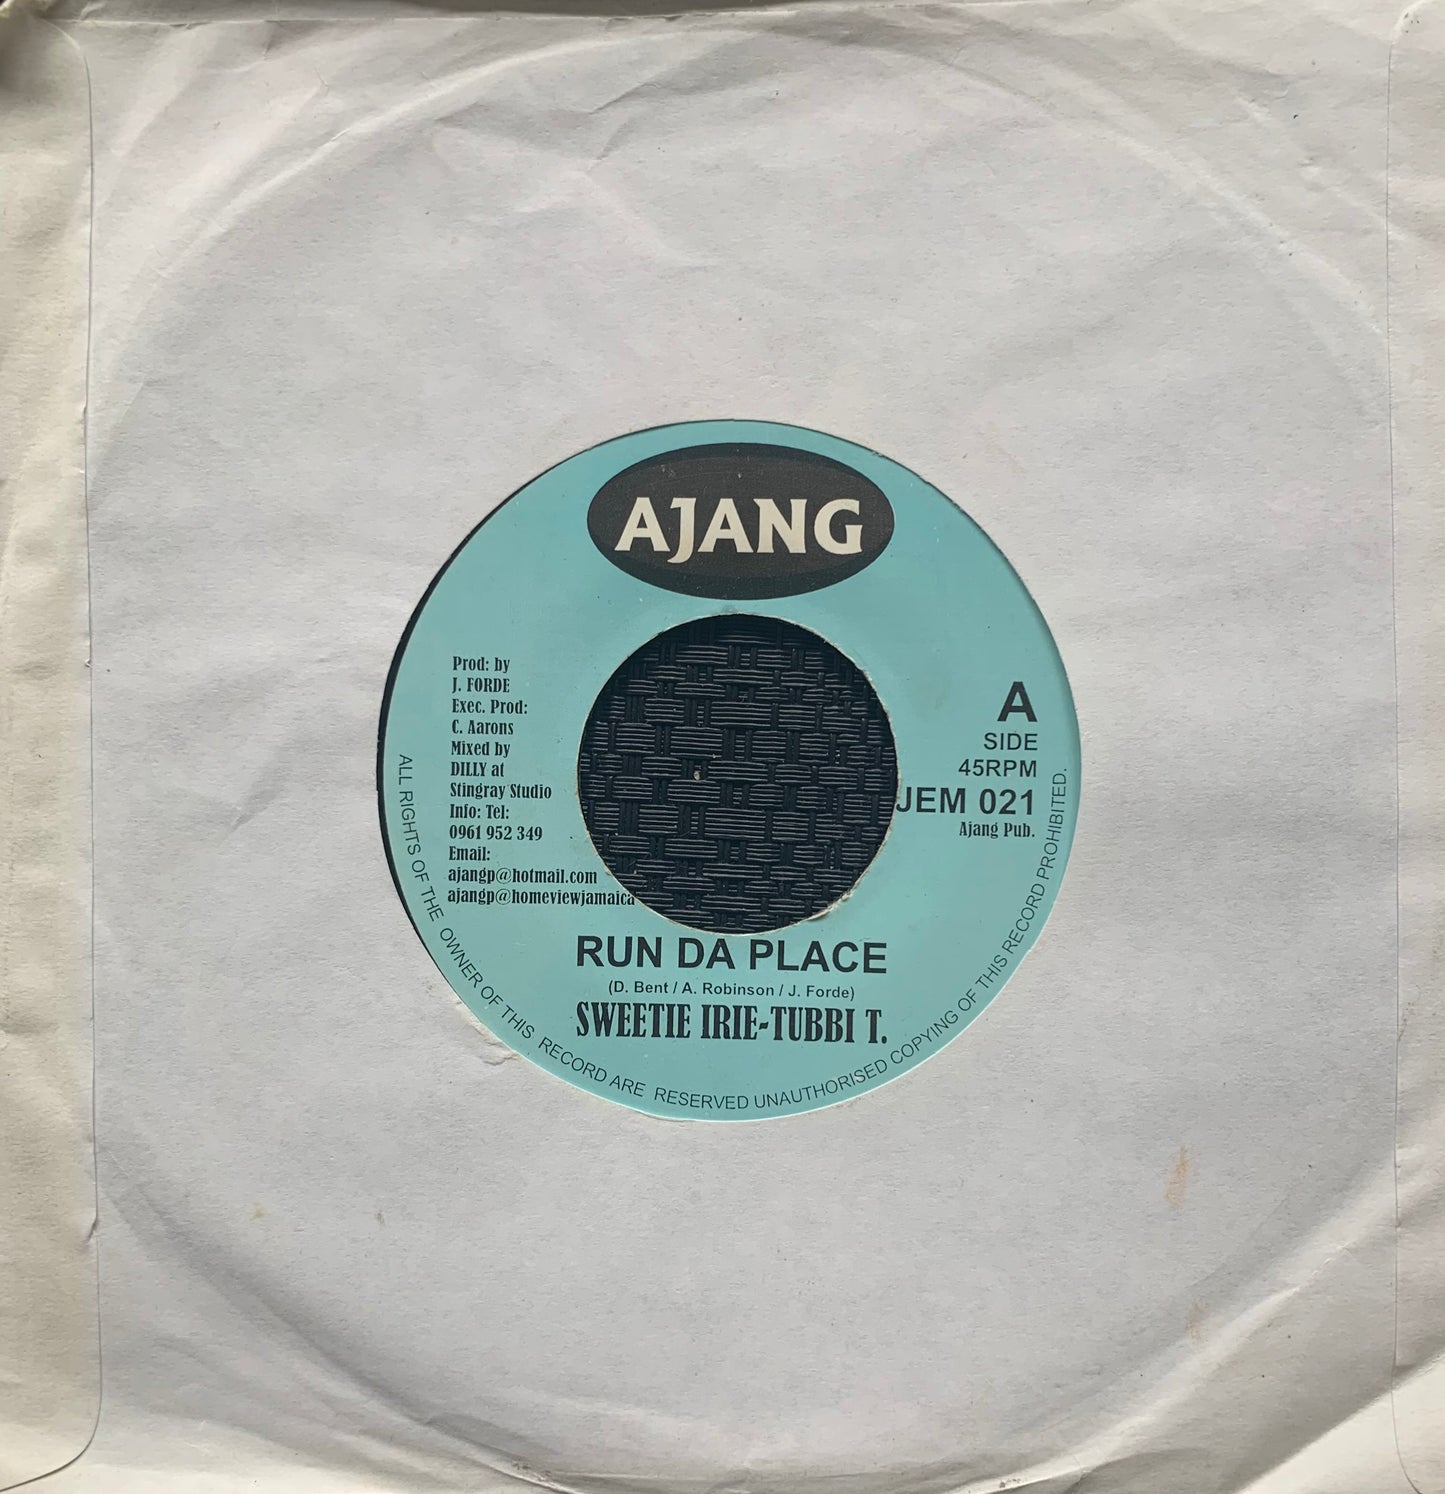 AJANG
Prod: by
J. FORDE
Exec. Prod:
C. Aarons
Mixed by
DILLY at
Stingray Studio
Info: Tel:
0961 952 349
Email:
ajangp@hotmail.com
ajangp@homeviewjamaica
A
SIDE
45RPM
JEM 021
Ajang Pub.
RUN DA PLACE
(D. Bent / A. Robinson / J. Forde)
SWEETIE IRIE-TUBBI T.
ALL RIGHTS OF THE OWNER OF THIS RECORD ARE RESERVED UNAUTHORISED COPYING OF THIS RECORD PROHIBITED.